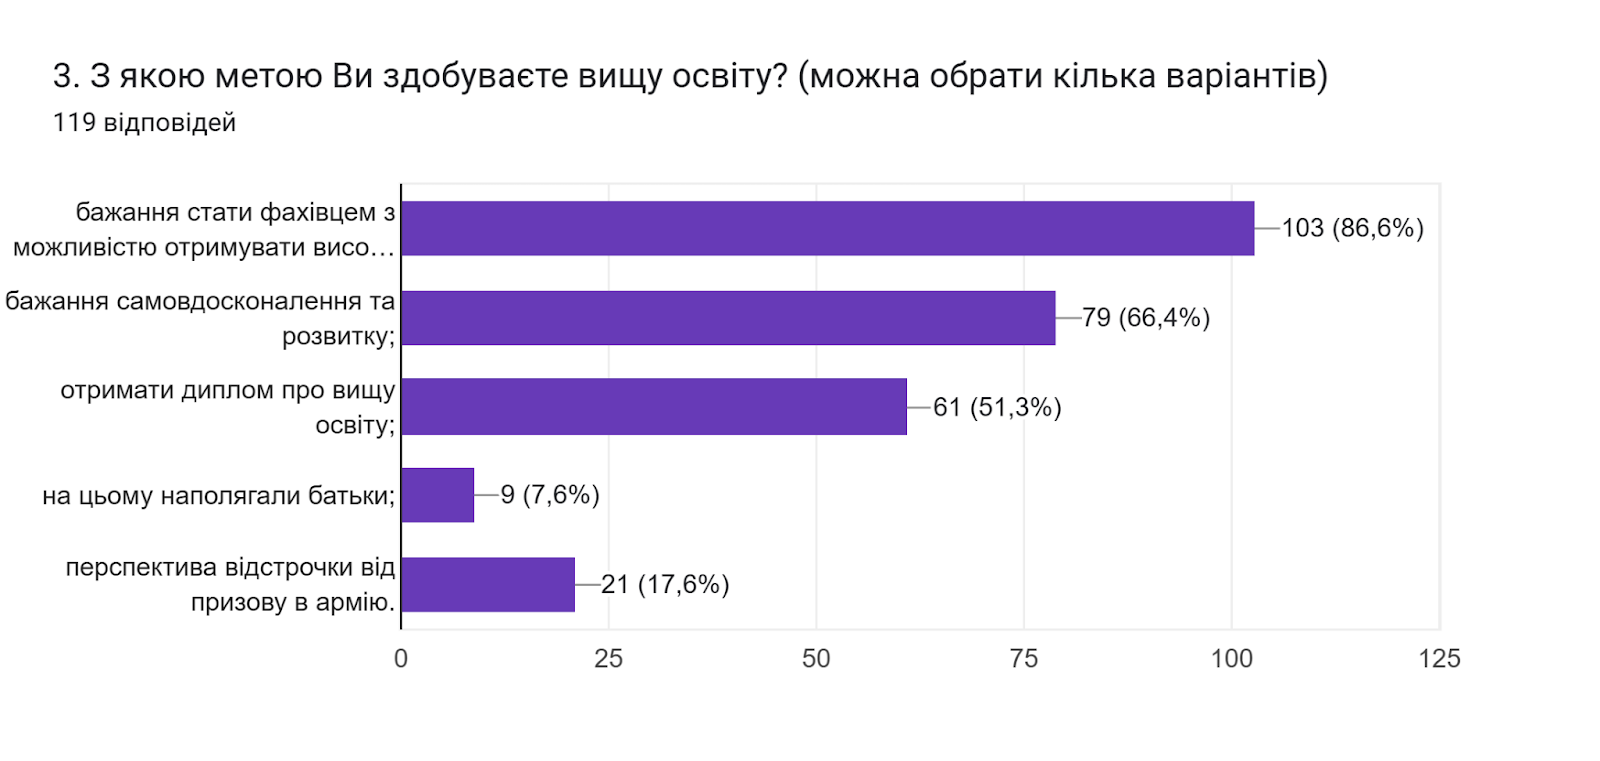 3. З якою метою Ви здобуваєте вищу освіту? (можна обрати кілька варіантів)
119 відповідей
бажання стати фахівцем з
можливістю отримувати висо…
103 (86,6%)
бажання самовдосконалення та
розвитку;
79 (66,4%)
отримати диплом про вищу
освіту;
61 (51,3%)
на цьому наполягали батьки;
9 (7,6%)
перспектива відстрочки від
призову в армію.
21 (17,6%)
0 25 50 75 100 125